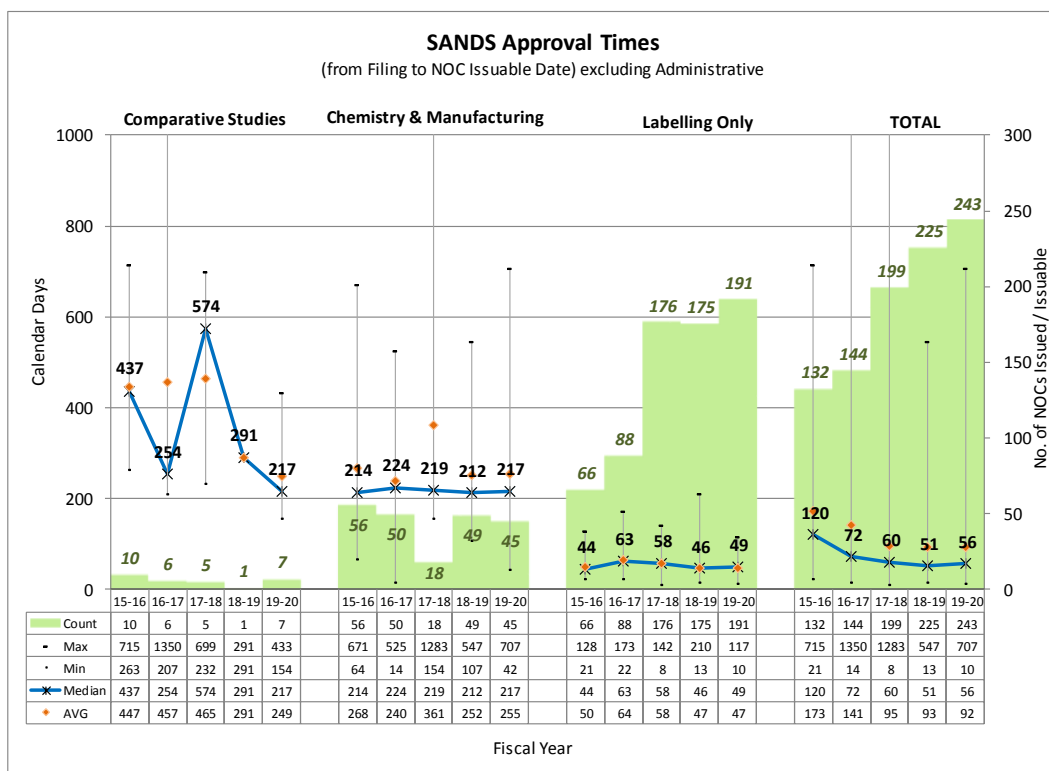 SANDS Approval Times
(from Filing to NOC Issuable Date) excluding Administrative
Comparative Studies Chemistry & Manufacturing Labelling Only TOTAL
1000 300
800 250
600 200
400 150
200 100
0 50
0
Calendar Days
No. of NOCs Issued / Issuable
437 254 574 291 217
10 6 5 1 7
214 224 219 212 217
56 50 18 49 45
66 88 176 175 191
44 63 58 46 49
132 144 199 225 243
120 72 60 51 56
15-16 16-17 17-18 18-19 19-20 15-16 16-17 17-18 18-19 19-20 15-16 16-17 17-18 18-19 19-20 15-16 16-17 17-18 18-19 19-20
Count 10 6 5 1 7 56 50 18 49 45 66 88 176 175 191 132 144 199 225 243
Max 715 1350 699 291 433 671 525 1283 547 707 128 173 142 210 117 715 1350 1283 547 707
Min 263 207 232 291 154 64 14 154 107 42 21 22 8 13 10 21 14 8 13 10
Median 437 254 574 291 217 214 224 219 212 217 44 63 58 46 49 120 72 60 51 56
AVG 447 457 465 291 249 268 240 361 252 255 50 64 58 47 47 173 141 95 93 92
Fiscal Year